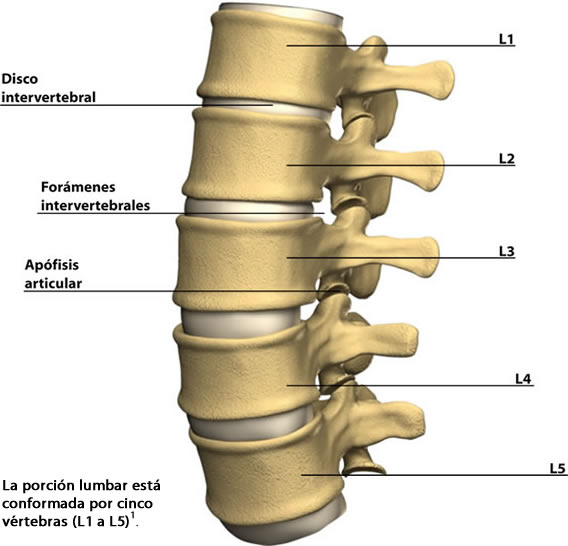 L1
Disco
intervertebral
L2
Forámenes
intervertebrales
L3
Apófisis
articular
L4
L5
La porción lumbar está
conformada por cinco
vértebras (L1 a L5)¹.